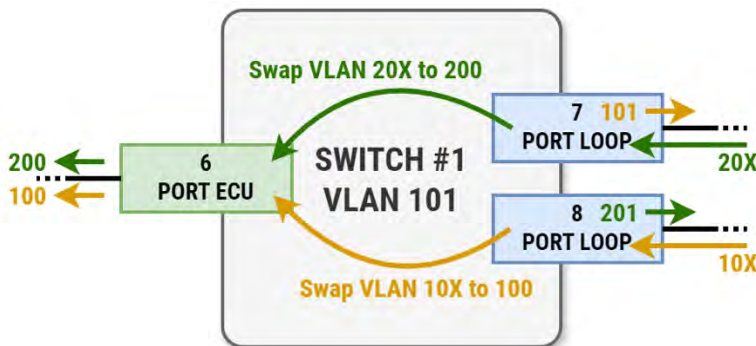 Swap VLAN 20X to 200
7 101
PORT LOOP
20X
200
100
6
PORT ECU
SWITCH #1
VLAN 101
8 201
PORT LOOP
10X
Swap VLAN 10X to 100